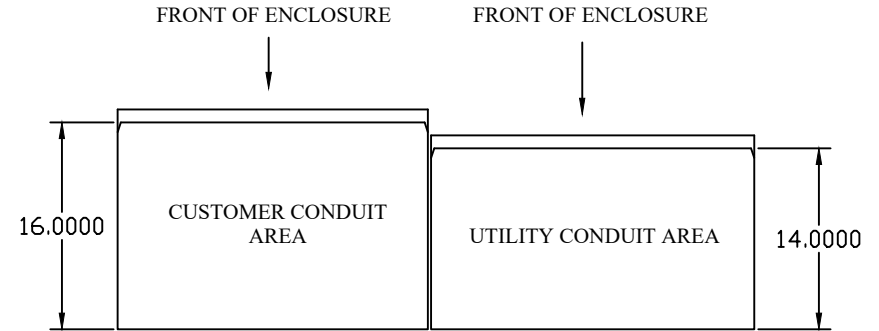 FRONT OF ENCLOSURE
FRONT OF ENCLOSURE
CUSTOMER CONDUIT
AREA
UTILITY CONDUIT AREA
16.0000
14.0000